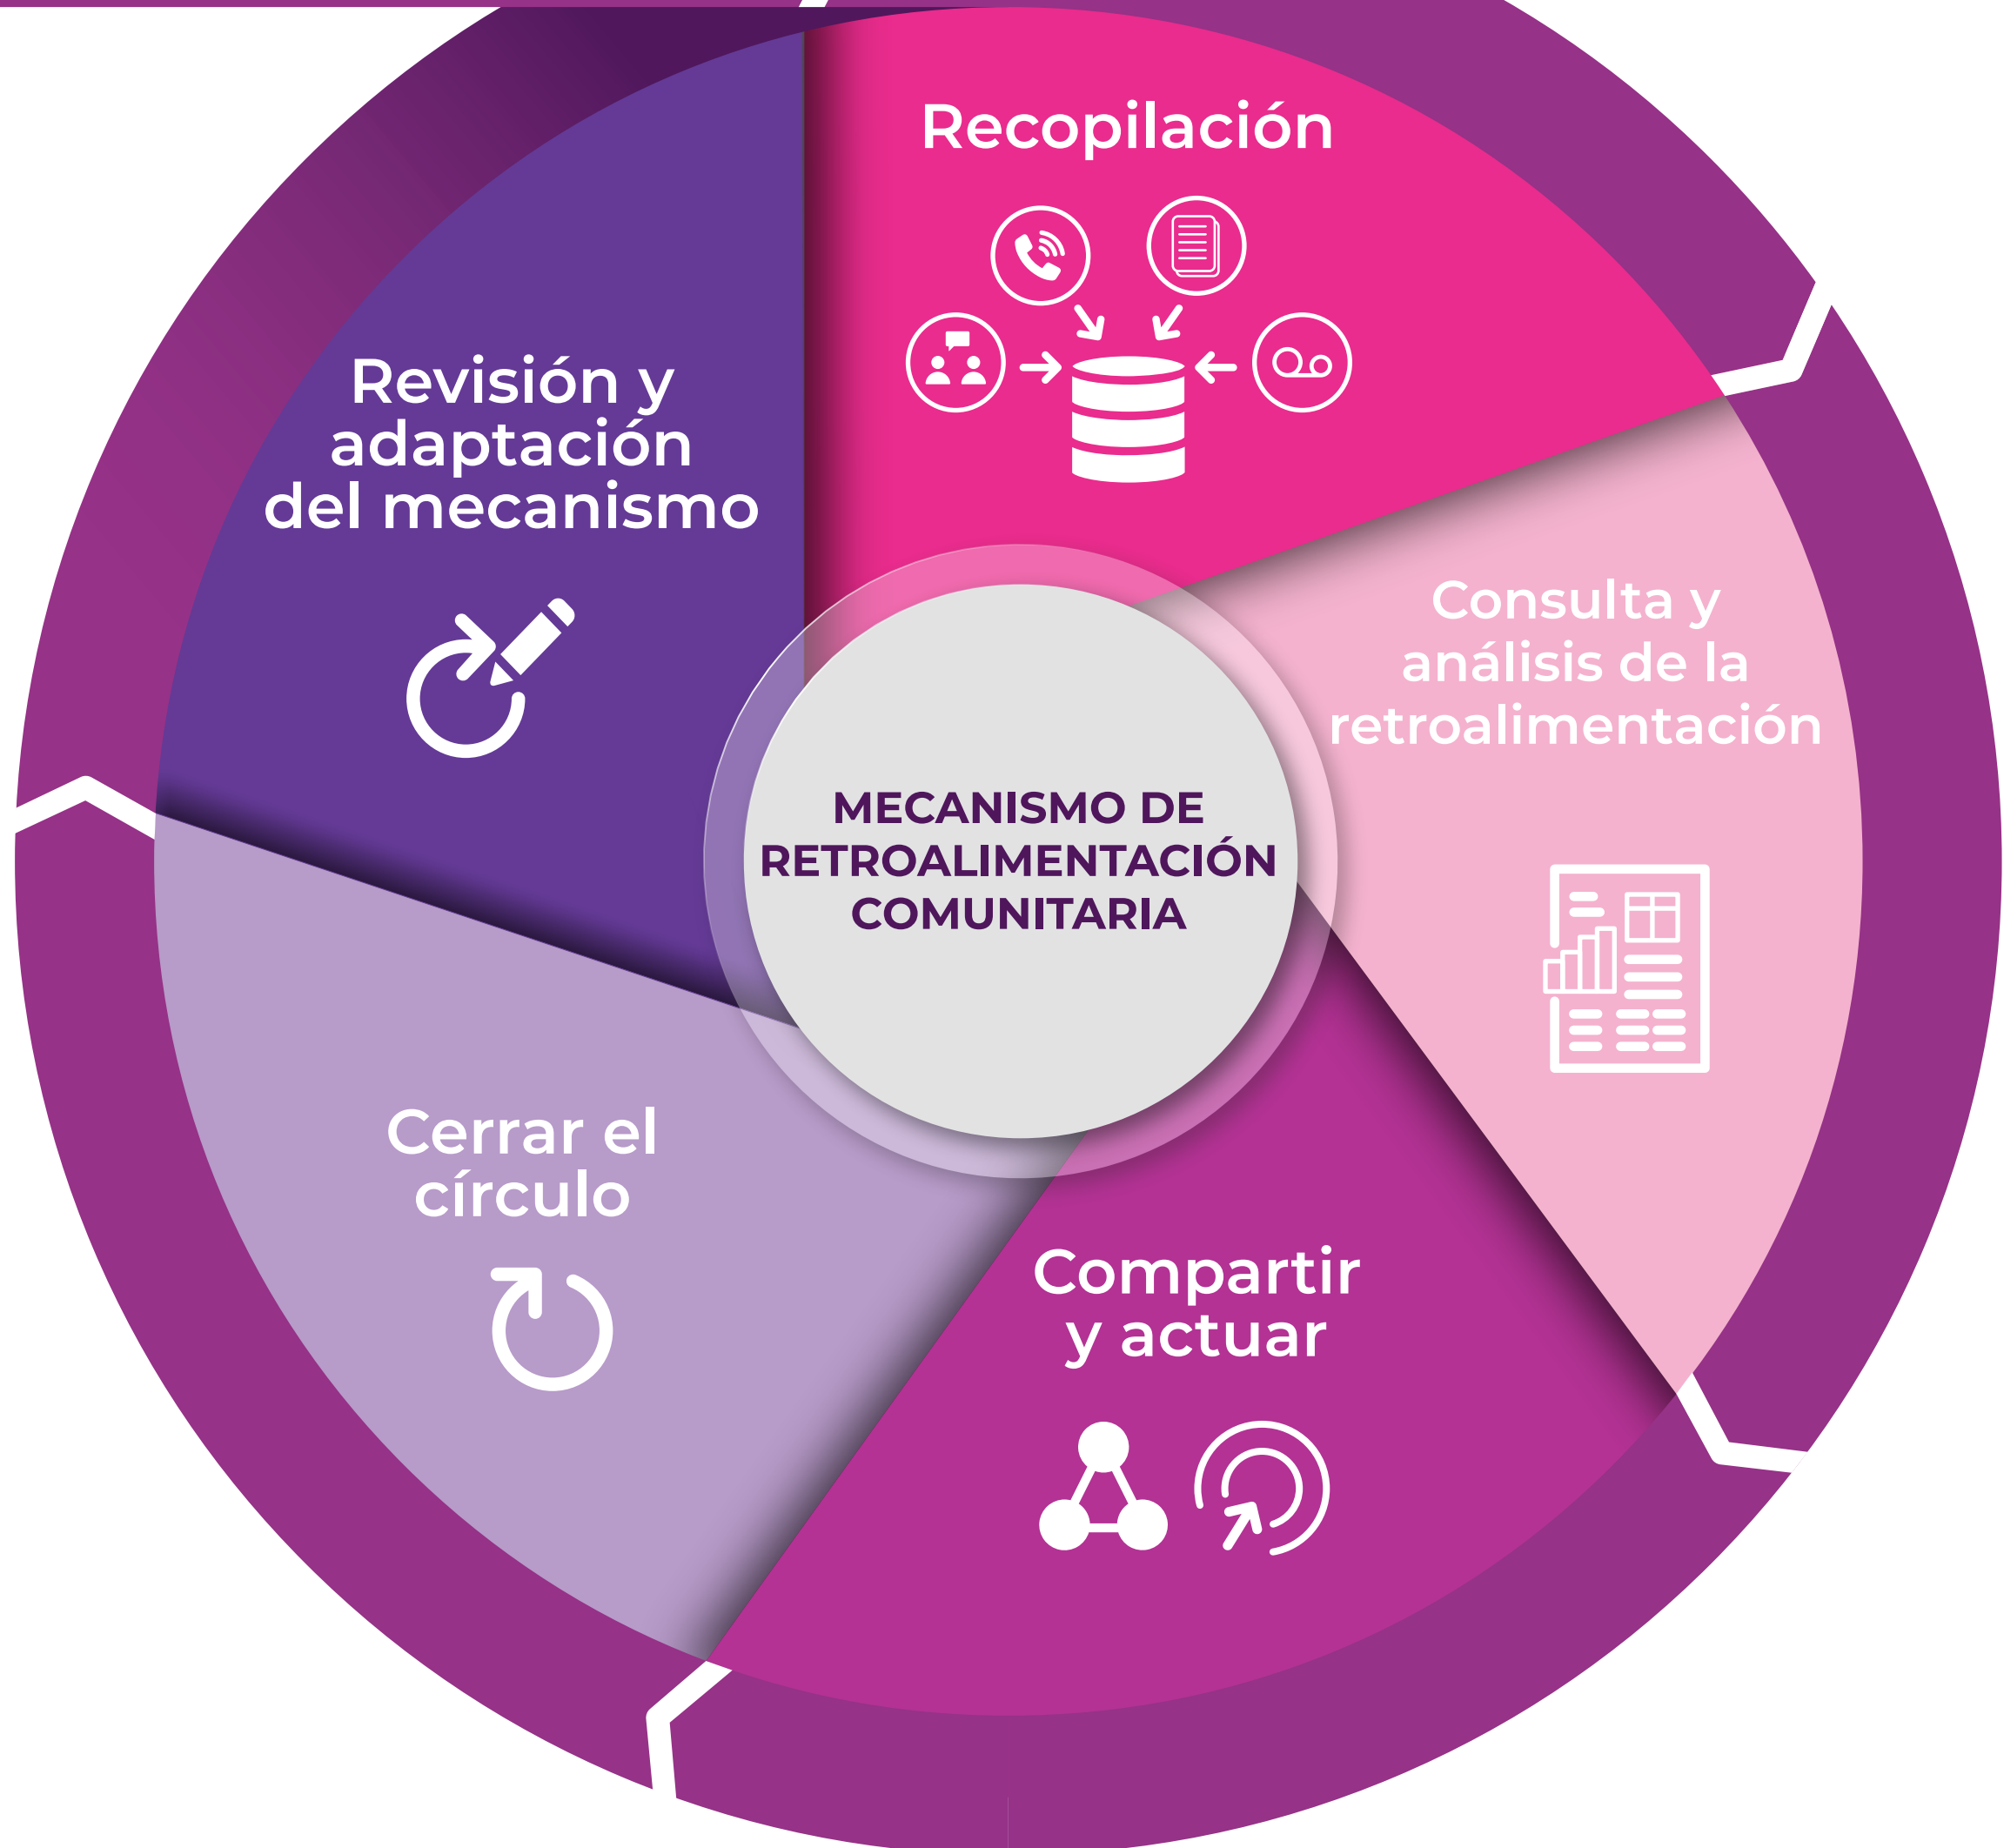 Recopilación
Consulta y
análisis de la
retroalimentación
Compartir
y actuar
Cerrar el
círculo
Revisión y
adaptación
del mecanismo
MECANISMO DE
RETROALIMENTACIÓN
COMUNITARIA